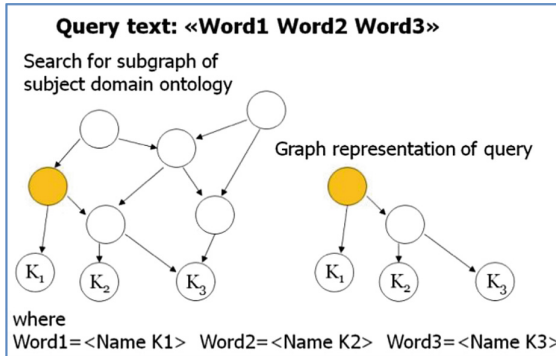 Query text: «Word1 Word2 Word3»
Search for subgraph of
subject domain ontology
Graph representation of query
K1 K2 K3 K1 K2 K3
where
Word1=<Name K1> Word2=<Name K2> Word3=<Name K3>